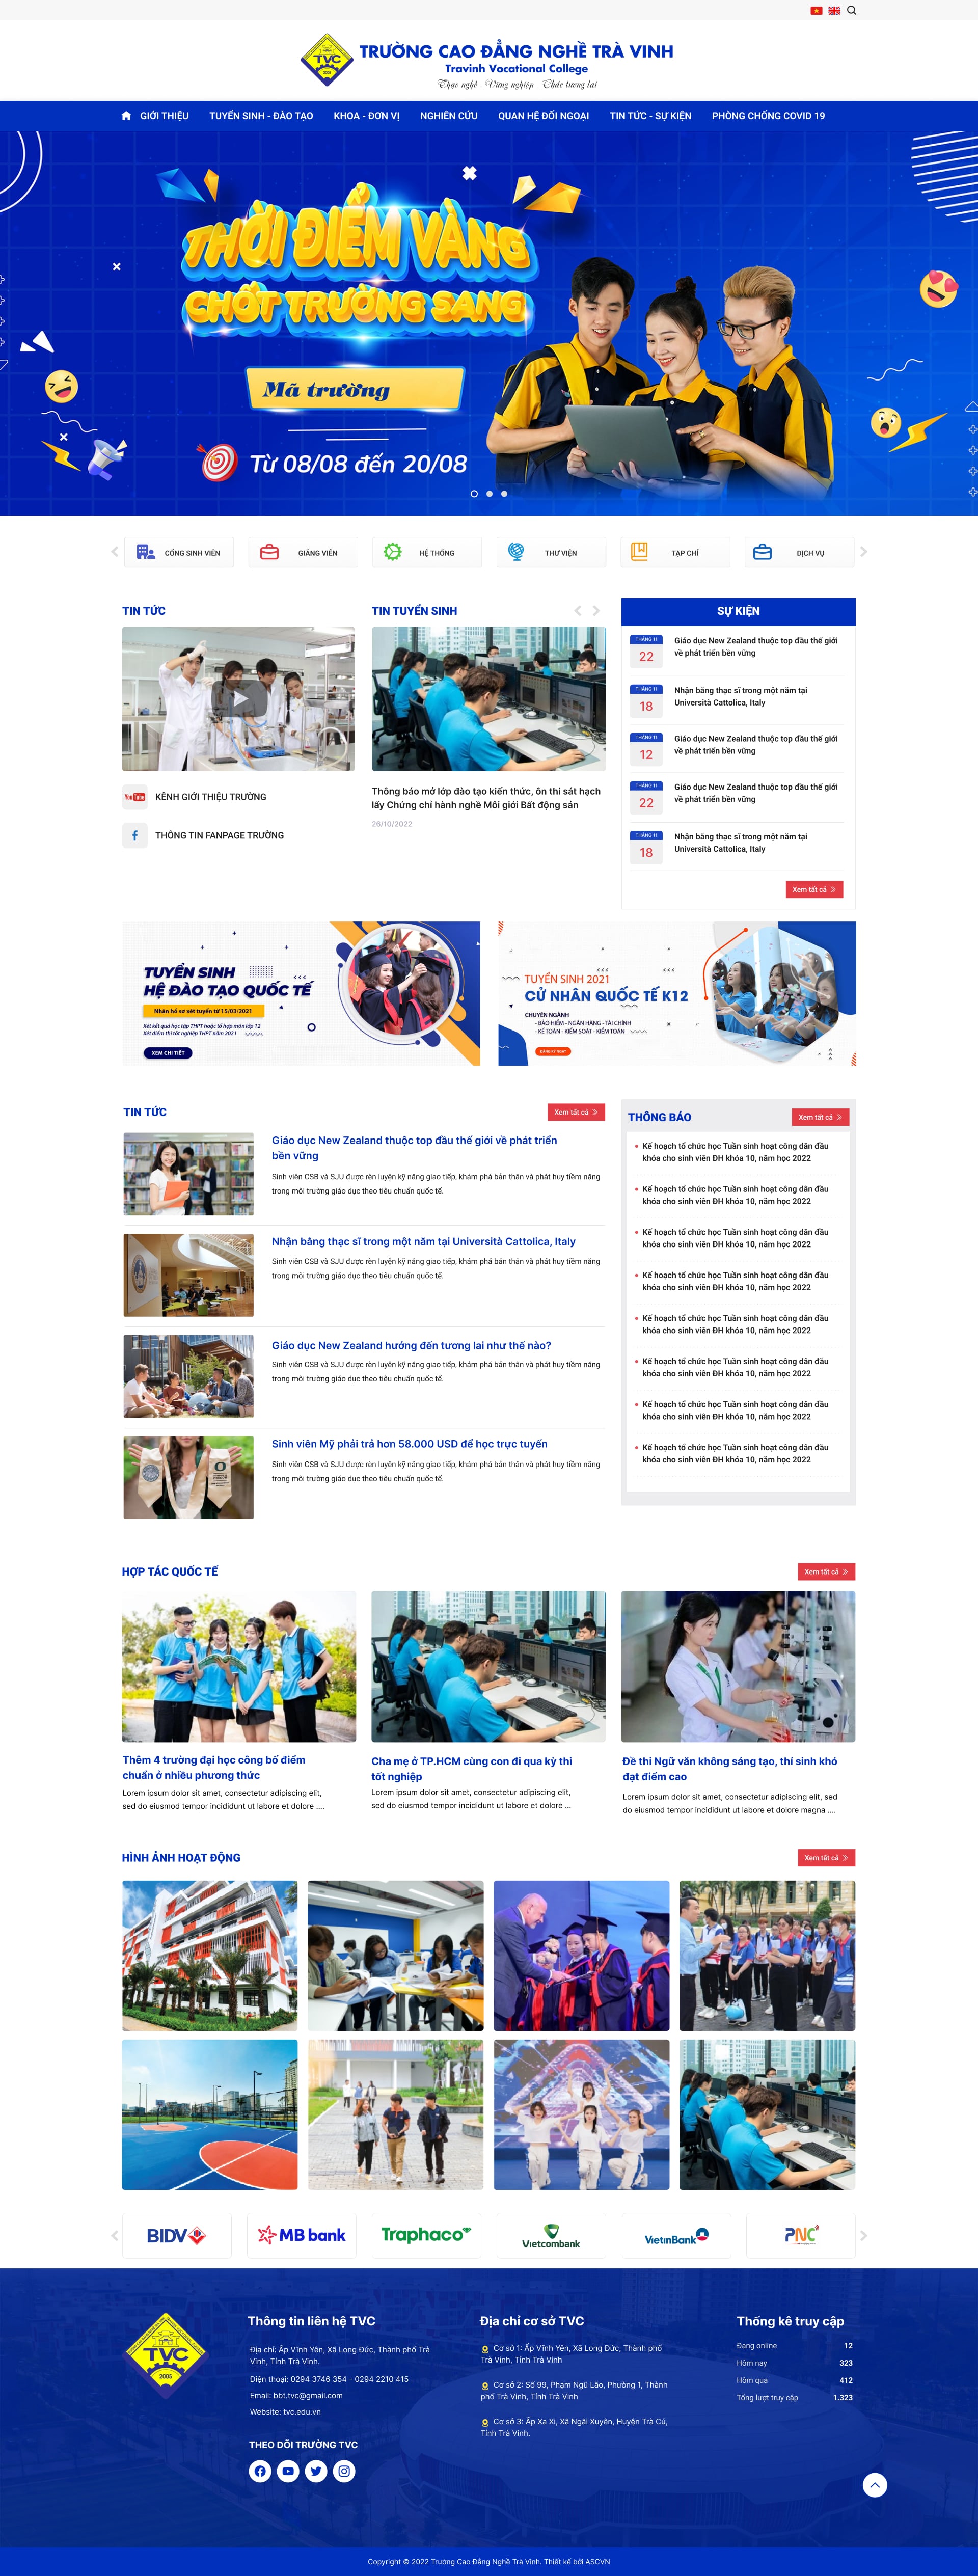 TVC
2005
TRƯỜNG CAO ĐẲNG NGHỀ TRÀ VINH
Travinh Vocational College
Thạo nghề - Vững nghiệp - Chắc tương lai
GIỚI THIỆU TUYỂN SINH - ĐÀO TẠO KHOA - ĐƠN VỊ NGHIÊN CỨU QUAN HỆ ĐỐI NGOẠI TIN TỨC - SỰ KIỆN PHÒNG CHỐNG COVID 19
THỜI ĐIỂM VÀNG
CHỐT TRƯỜNG SANG
Mã trường
Từ 08/08 đến 20/08
CỔNG SINH VIÊN GIẢNG VIÊN HỆ THỐNG THƯ VIỆN TẠP CHÍ DỊCH VỤ
TIN TỨC
YouTube KÊNH GIỚI THIỆU TRƯỜNG
THÔNG TIN FANPAGE TRƯỜNG
TIN TUYỂN SINH
Thông báo mở lớp đào tạo kiến thức, ôn thi sát hạch
lấy Chứng chỉ hành nghề Môi giới Bất động sản
26/10/2022
SỰ KIỆN
THÁNG 11
22
Giáo dục New Zealand thuộc top đầu thế giới
về phát triển bền vững
THÁNG 11
18
Nhận bằng thạc sĩ trong một năm tại
Università Cattolica, Italy
THÁNG 11
12
Giáo dục New Zealand thuộc top đầu thế giới
về phát triển bền vững
THÁNG 11
22
Giáo dục New Zealand thuộc top đầu thế giới
về phát triển bền vững
THÁNG 11
18
Nhận bằng thạc sĩ trong một năm tại
Università Cattolica, Italy
Xem tất cả
TUYỂN SINH
HỆ ĐÀO TẠO QUỐC TẾ
Nhận hồ sơ xét tuyển từ 15/03/2021
Xét kết quả học tập THPT hoặc tổ hợp môn lớp 12
Xét điểm thi tốt nghiệp THPT năm 2021
XEM CHI TIẾT
TUYỂN SINH 2021
CỬ NHÂN QUỐC TẾ K12
CHUYÊN NGÀNH
- BẢO HIỂM - NGÂN HÀNG - TÀI CHÍNH
- KẾ TOÁN - KIỂM SOÁT - KIỂM TOÁN
ĐĂNG KÝ NGAY
TIN TỨC
Xem tất cả
Giáo dục New Zealand thuộc top đầu thế giới về phát triển
bền vững
Sinh viên CSB và SJU được rèn luyện kỹ năng giao tiếp, khám phá bản thân và phát huy tiềm năng
trong môi trường giáo dục theo tiêu chuẩn quốc tế.
Nhận bằng thạc sĩ trong một năm tại Università Cattolica, Italy
Sinh viên CSB và SJU được rèn luyện kỹ năng giao tiếp, khám phá bản thân và phát huy tiềm năng
trong môi trường giáo dục theo tiêu chuẩn quốc tế.
Giáo dục New Zealand hướng đến tương lai như thế nào?
Sinh viên CSB và SJU được rèn luyện kỹ năng giao tiếp, khám phá bản thân và phát huy tiềm năng
trong môi trường giáo dục theo tiêu chuẩn quốc tế.
Sinh viên Mỹ phải trả hơn 58.000 USD để học trực tuyến
Sinh viên CSB và SJU được rèn luyện kỹ năng giao tiếp, khám phá bản thân và phát huy tiềm năng
trong môi trường giáo dục theo tiêu chuẩn quốc tế.
THÔNG BÁO
Xem tất cả
Kế hoạch tổ chức học Tuần sinh hoạt công dân đầu
khóa cho sinh viên ĐH khóa 10, năm học 2022
Kế hoạch tổ chức học Tuần sinh hoạt công dân đầu
khóa cho sinh viên ĐH khóa 10, năm học 2022
Kế hoạch tổ chức học Tuần sinh hoạt công dân đầu
khóa cho sinh viên ĐH khóa 10, năm học 2022
Kế hoạch tổ chức học Tuần sinh hoạt công dân đầu
khóa cho sinh viên ĐH khóa 10, năm học 2022
Kế hoạch tổ chức học Tuần sinh hoạt công dân đầu
khóa cho sinh viên ĐH khóa 10, năm học 2022
Kế hoạch tổ chức học Tuần sinh hoạt công dân đầu
khóa cho sinh viên ĐH khóa 10, năm học 2022
Kế hoạch tổ chức học Tuần sinh hoạt công dân đầu
khóa cho sinh viên ĐH khóa 10, năm học 2022
Kế hoạch tổ chức học Tuần sinh hoạt công dân đầu
khóa cho sinh viên ĐH khóa 10, năm học 2022
HỢP TÁC QUỐC TẾ
Xem tất cả
Thêm 4 trường đại học công bố điểm
chuẩn ở nhiều phương thức
Lorem ipsum dolor sit amet, consectetur adipiscing elit,
sed do eiusmod tempor incididunt ut labore et dolore ....
Cha mẹ ở TP.HCM cùng con đi qua kỳ thi
tốt nghiệp
Lorem ipsum dolor sit amet, consectetur adipiscing elit,
sed do eiusmod tempor incididunt ut labore et dolore ...
Đề thi Ngữ văn không sáng tạo, thí sinh khó
đạt điểm cao
Lorem ipsum dolor sit amet, consectetur adipiscing elit, sed
do eiusmod tempor incididunt ut labore et dolore magna ....
HÌNH ẢNH HOẠT ĐỘNG
Xem tất cả
BIDV MB bank Traphaco Vietcombank VietinBank PNC
TVC
2005
Thông tin liên hệ TVC
Địa chỉ: Ấp Vĩnh Yên, Xã Long Đức, Thành phố Trà
Vinh, Tỉnh Trà Vinh.
Điện thoại: 0294 3746 354 - 0294 2210 415
Email: bbt.tvc@gmail.com
Website: tvc.edu.vn
THEO DÕI TRƯỜNG TVC
Địa chỉ cơ sở TVC
Cơ sở 1: Ấp Vĩnh Yên, Xã Long Đức, Thành phố
Trà Vinh, Tỉnh Trà Vinh
Cơ sở 2: Số 99, Phạm Ngũ Lão, Phường 1, Thành
phố Trà Vinh, Tỉnh Trà Vinh
Cơ sở 3: Ấp Xa Xi, Xã Ngãi Xuyên, Huyện Trà Cú,
Tỉnh Trà Vinh.
Thống kê truy cập
Đang online 12
Hôm nay 323
Hôm qua 412
Tổng lượt truy cập 1.323
Copyright © 2022 Trường Cao Đẳng Nghề Trà Vinh. Thiết kế bởi ASCVN